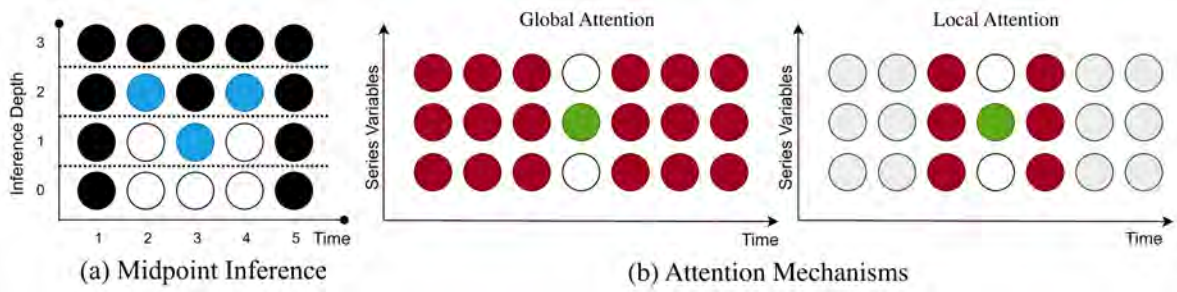 Global Attention
Local Attention
Inference Depth
3
2
1
0
1 2 3 4 5 Time
Series Variables
Time
Series Variables
Time
(a) Midpoint Inference
(b) Attention Mechanisms